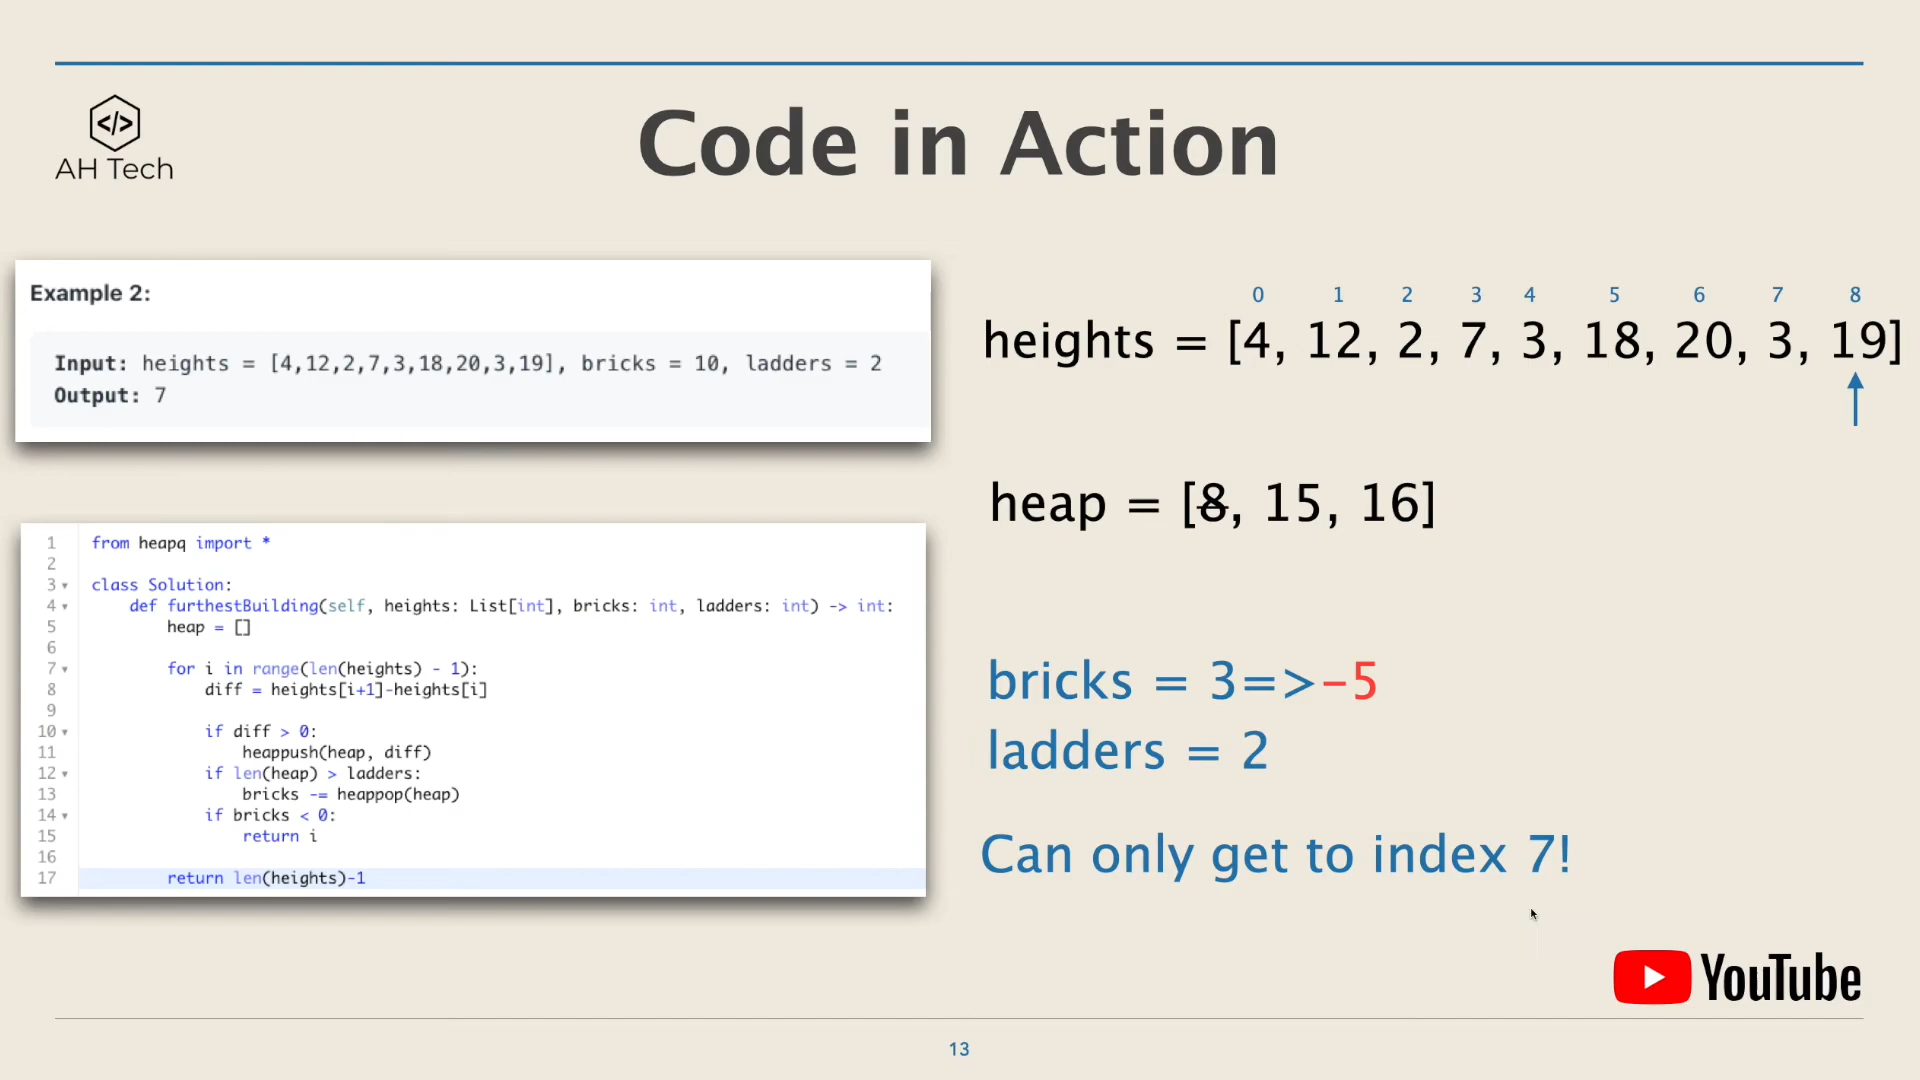 </> AH Tech
Code in Action
Example 2:
Input: heights = [4,12,2,7,3,18,20,3,19], bricks = 10, ladders = 2
Output: 7
1 from heapq import *
2
3 class Solution:
4 def furthestBuilding(self, heights: List[int], bricks: int, ladders: int) -> int:
5 heap = []
6
7 for i in range(len(heights) - 1):
8 diff = heights[i+1]-heights[i]
9
10 if diff > 0:
11 heappush(heap, diff)
12 if len(heap) > ladders:
13 bricks -= heappop(heap)
14 if bricks < 0:
15 return i
16
17 return len(heights)-1
0 1 2 3 4 5 6 7 8
heights = [4, 12, 2, 7, 3, 18, 20, 3, 19]
heap = [8, 15, 16]
bricks = 3=>-5
ladders = 2
Can only get to index 7!
YouTube
13